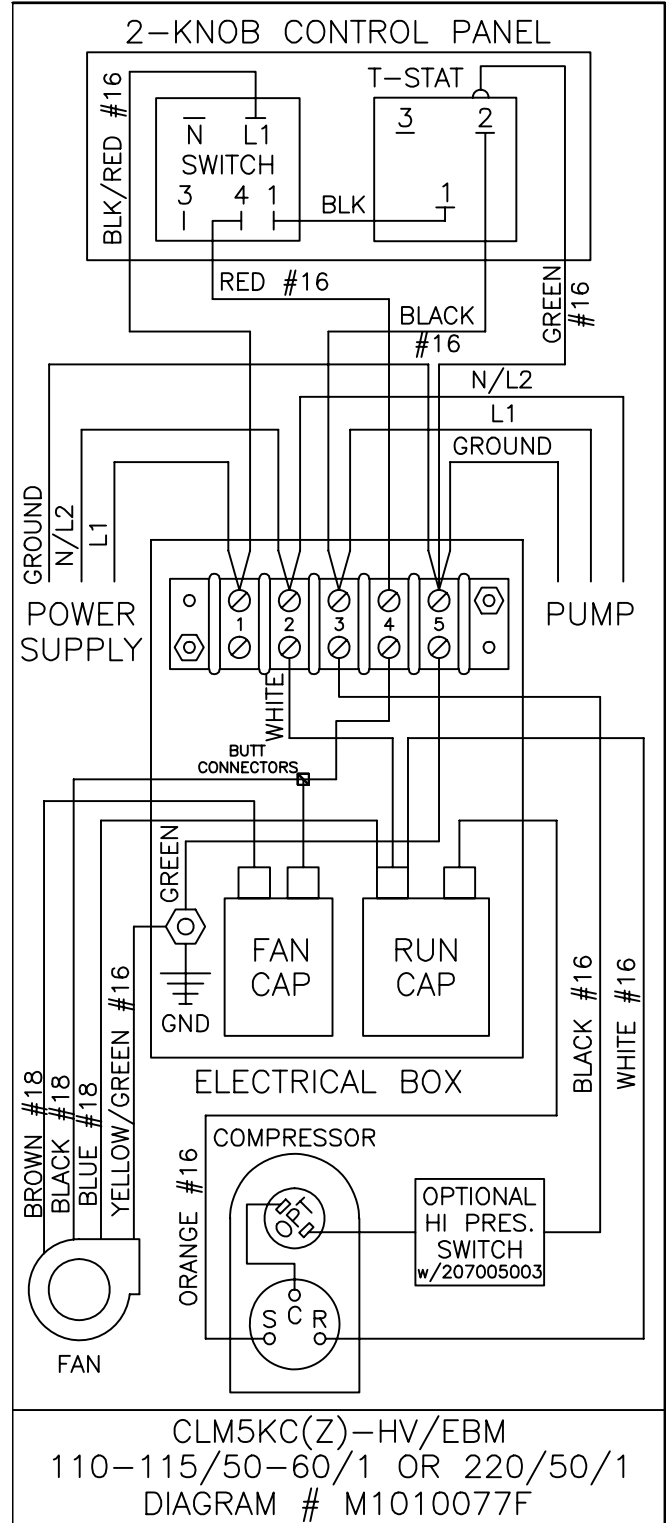 2-KNOB CONTROL PANEL
T-STAT
BLK/RED #16
N L1
SWITCH
3 4 1
BLK
3 2
1
GREEN #16
RED #16
BLACK #16
N/L2
L1
GROUND
GROUND
N/L2
L1
POWER
SUPPLY
PUMP
1 2 3 4 5
WHITE
BUTT
CONNECTORS
GREEN
GND
FAN
CAP
RUN
CAP
ELECTRICAL BOX
BROWN #18
BLACK #18
BLUE #18
YELLOW/GREEN #16
BLACK #16
WHITE #16
ORANGE #16
COMPRESSOR
OPT
S C R
OPTIONAL
HI PRES.
SWITCH
w/207005003
FAN
CLM5KC(Z)-HV/EBM
110-115/50-60/1 OR 220/50/1
DIAGRAM # M1010077F